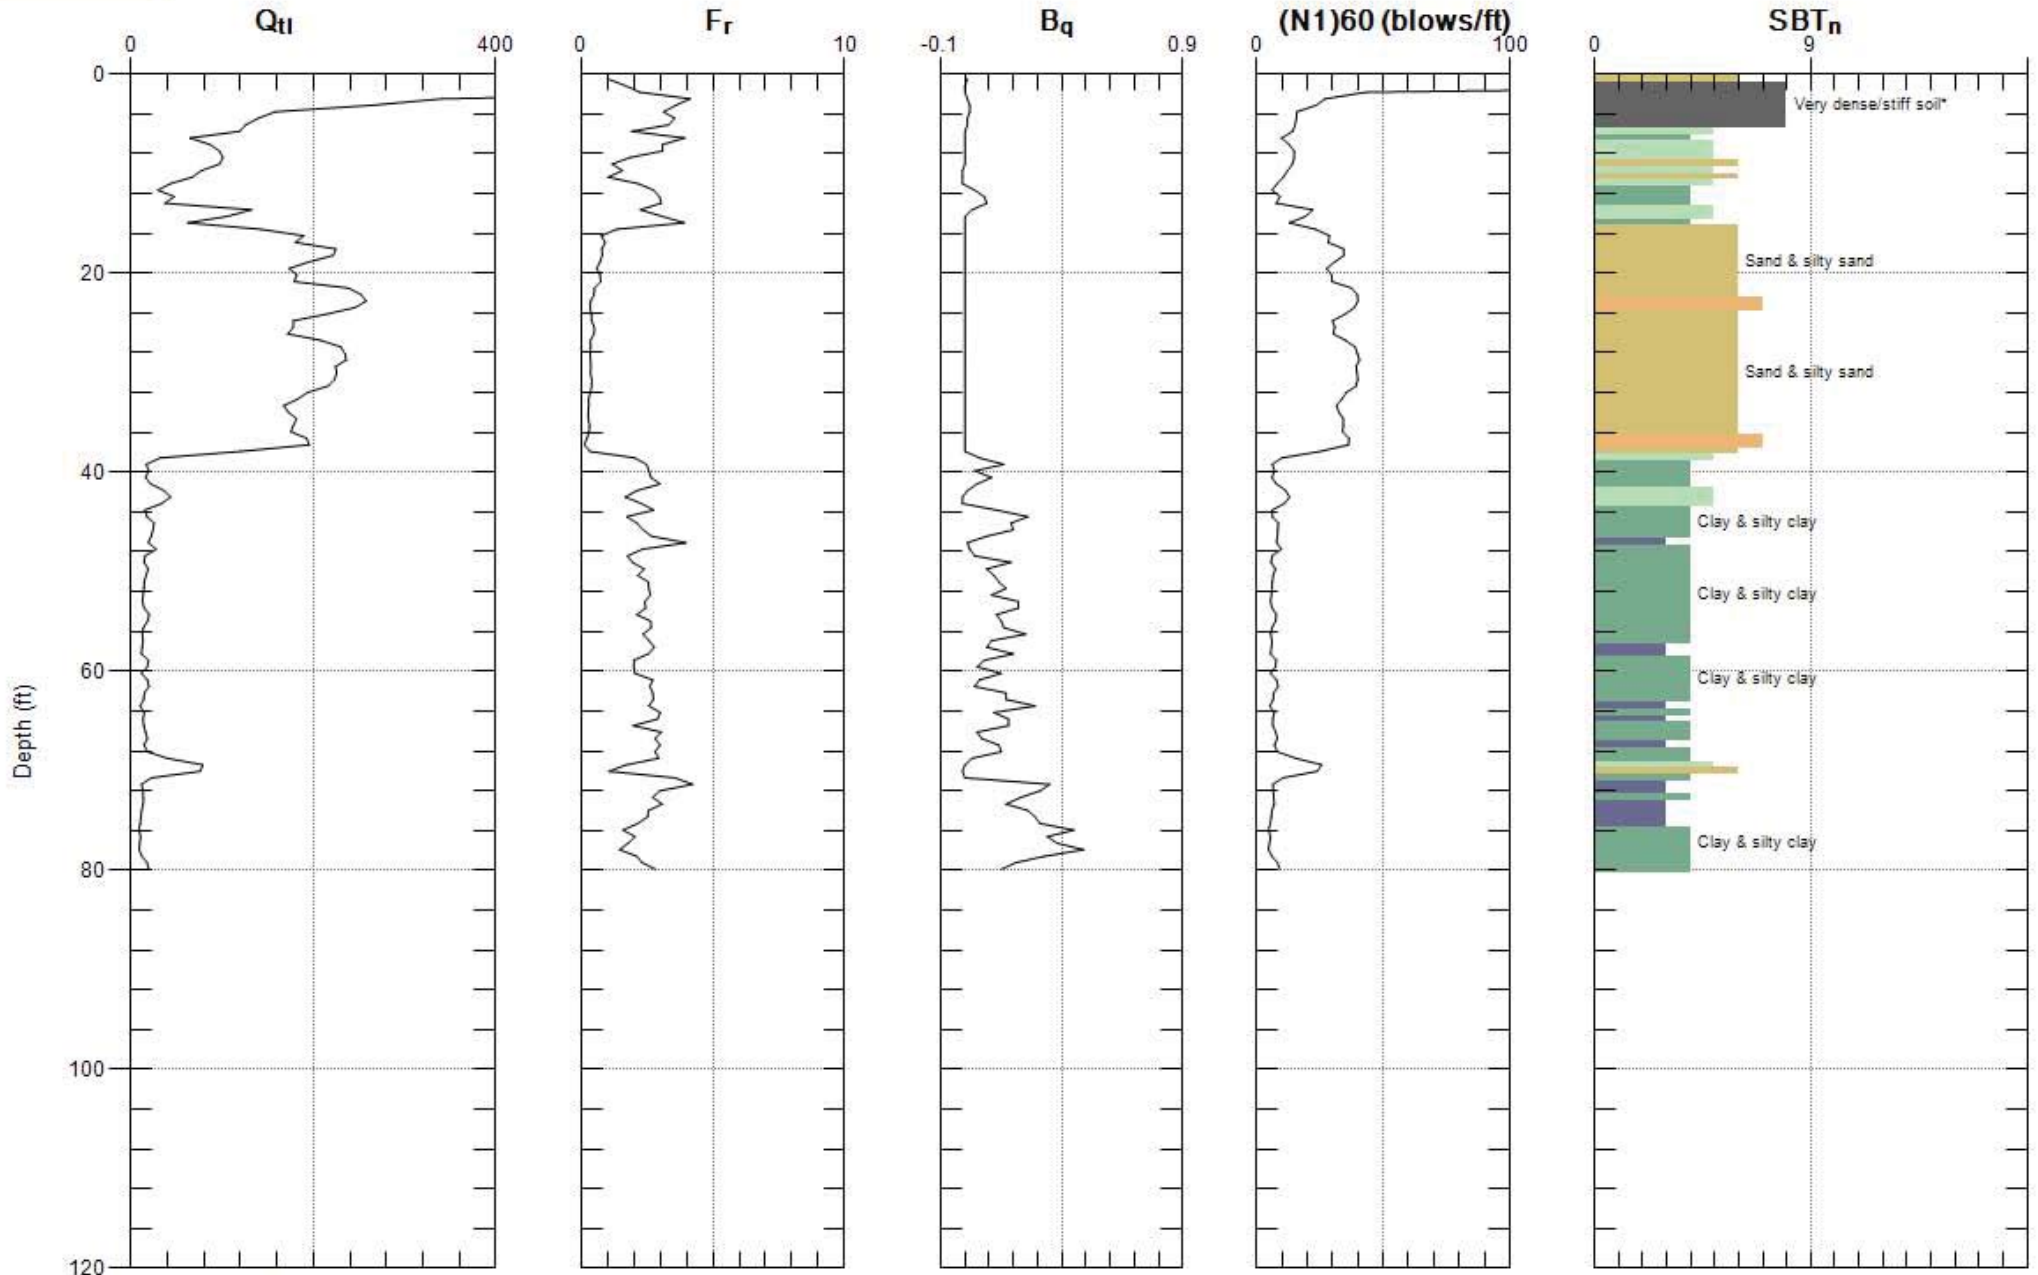 Qtl Fr Bq (N1)60 (blows/ft) SBTn
0 400 0 10 -0.1 0.9 0 100 0 9
0
Very dense/stiff soil*
Sand & silty sand
20
Sand & silty sand
40
Clay & silty clay
Clay & silty clay
60
Clay & silty clay
Depth (ft)
Clay & silty clay
80
100
120